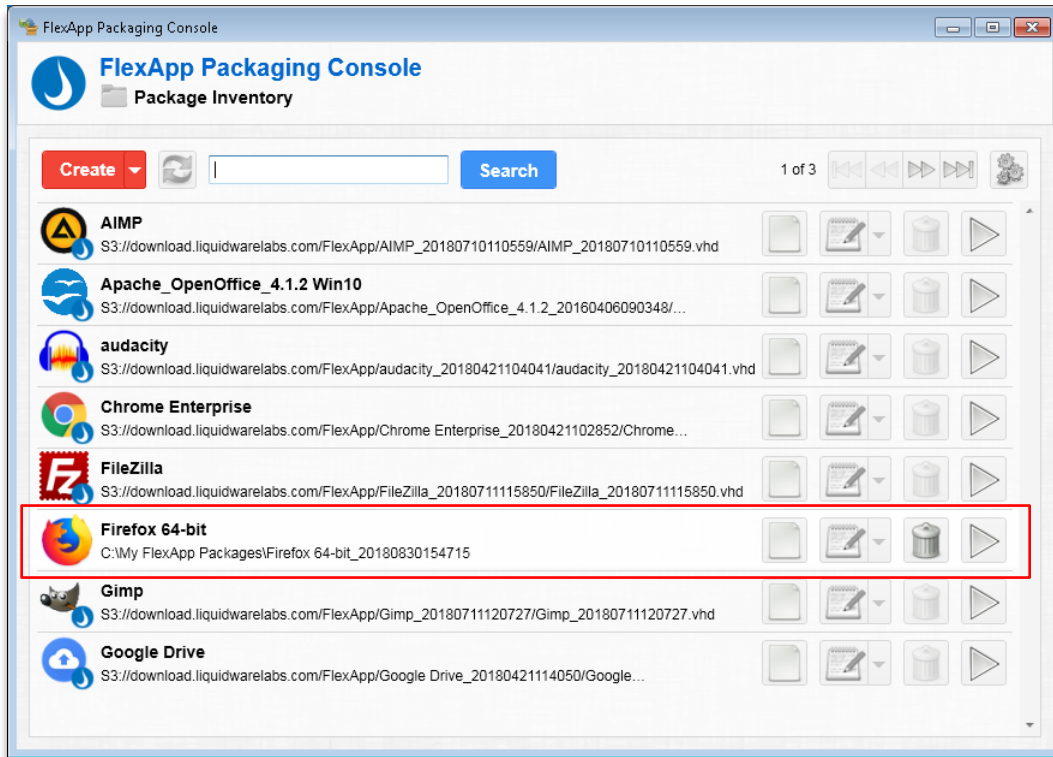 FlexApp Packaging Console
FlexApp Packaging Console
Package Inventory
Create
Search
1 of 3
AIMP
S3://download.liquidwarelabs.com/FlexApp/AIMP_20180710110559/AIMP_20180710110559.vhd
Apache_OpenOffice_4.1.2 Win10
S3://download.liquidwarelabs.com/FlexApp/Apache_OpenOffice_4.1.2_20160406090348/...
audacity
S3://download.liquidwarelabs.com/FlexApp/audacity_20180421104041/audacity_20180421104041.vhd
Chrome Enterprise
S3://download.liquidwarelabs.com/FlexApp/Chrome Enterprise_20180421102852/Chrome...
FileZilla
S3://download.liquidwarelabs.com/FlexApp/FileZilla_20180711115850/FileZilla_20180711115850.vhd
Firefox 64-bit
C:\My FlexApp Packages\Firefox 64-bit_20180830154715
Gimp
S3://download.liquidwarelabs.com/FlexApp/Gimp_20180711120727/Gimp_20180711120727.vhd
Google Drive
S3://download.liquidwarelabs.com/FlexApp/Google Drive_20180421114050/Google...